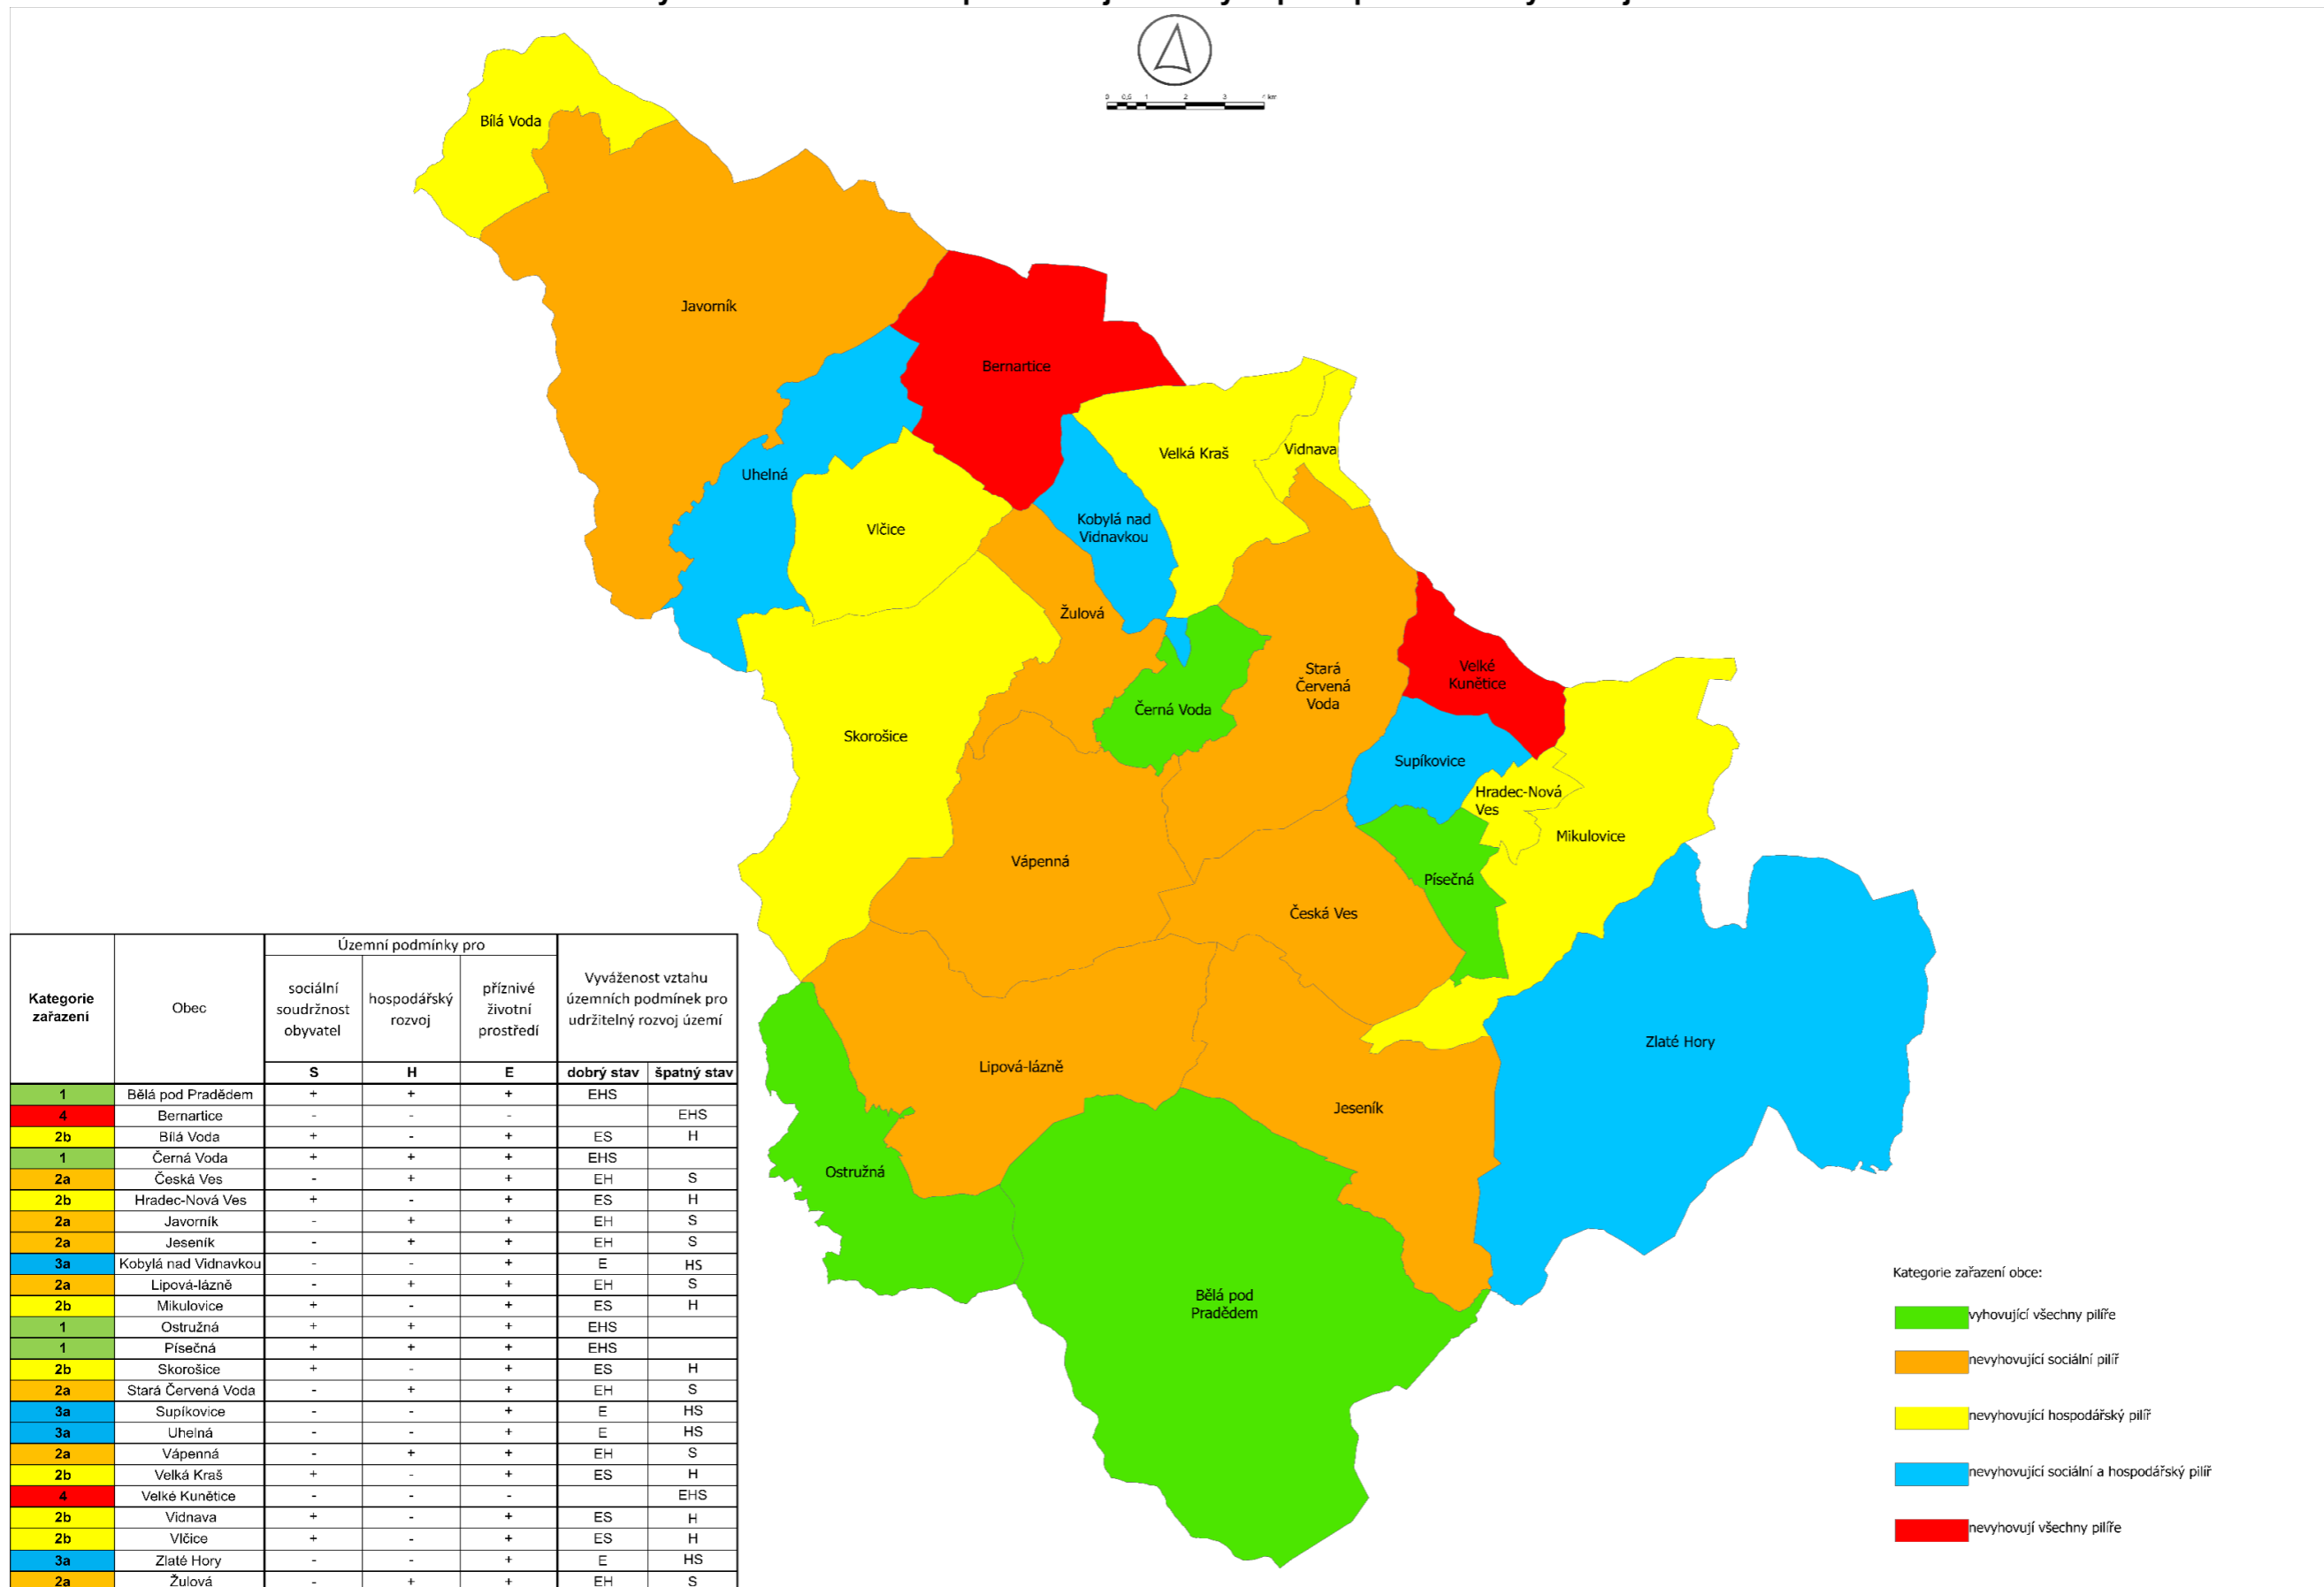 0 0,5 1 2 3 4 km
Bílá Voda
Javorník
Bernartice
Velká Kraš
Vidnava
Uhelná
Vlčice
Kobylá nad
Vidnavkou
Žulová
Stará
Červená
Voda
Velké
Kunětice
Černá Voda
Skorošice
Supíkovice
Hradec-Nová
Ves
Mikulovice
Vápenná
Písečná
Česká Ves
Zlaté Hory
Lipová-lázně
Jeseník
Ostružná
Bělá pod
Pradědem
Kategorie
zařazení
Obec
Územní podmínky pro
sociální
soudržnost
obyvatel
hospodářský
rozvoj
příznivé
životní
prostředí
Vyváženost vztahu
územních podmínek pro
udržitelný rozvoj území
S H E dobrý stav špatný stav
1 Bělá pod Pradědem + + + EHS
4 Bernartice - - - EHS
2b Bílá Voda + - + ES H
1 Černá Voda + + + EHS
2a Česká Ves - + + EH S
2b Hradec-Nová Ves + - + ES H
2a Javorník - + + EH S
2a Jeseník - + + EH S
3a Kobylá nad Vidnavkou - - + E HS
2a Lipová-lázně - + + EH S
2b Mikulovice + - + ES H
1 Ostružná + + + EHS
1 Písečná + + + EHS
2b Skorošice + - + ES H
2a Stará Červená Voda - + + EH S
3a Supíkovice - - + E HS
3a Uhelná - - + E HS
2a Vápenná - + + EH S
2b Velká Kraš + - + ES H
4 Velké Kunětice - - - EHS
2b Vidnava + - + ES H
2b Vlčice + - + ES H
3a Zlaté Hory - - + E HS
2a Žulová - + + EH S
Kategorie zařazení obce:
vyhovující všechny pilíře
nevyhovující sociální pilíř
nevyhovující hospodářský pilíř
nevyhovující sociální a hospodářský pilíř
nevyhovují všechny pilíře